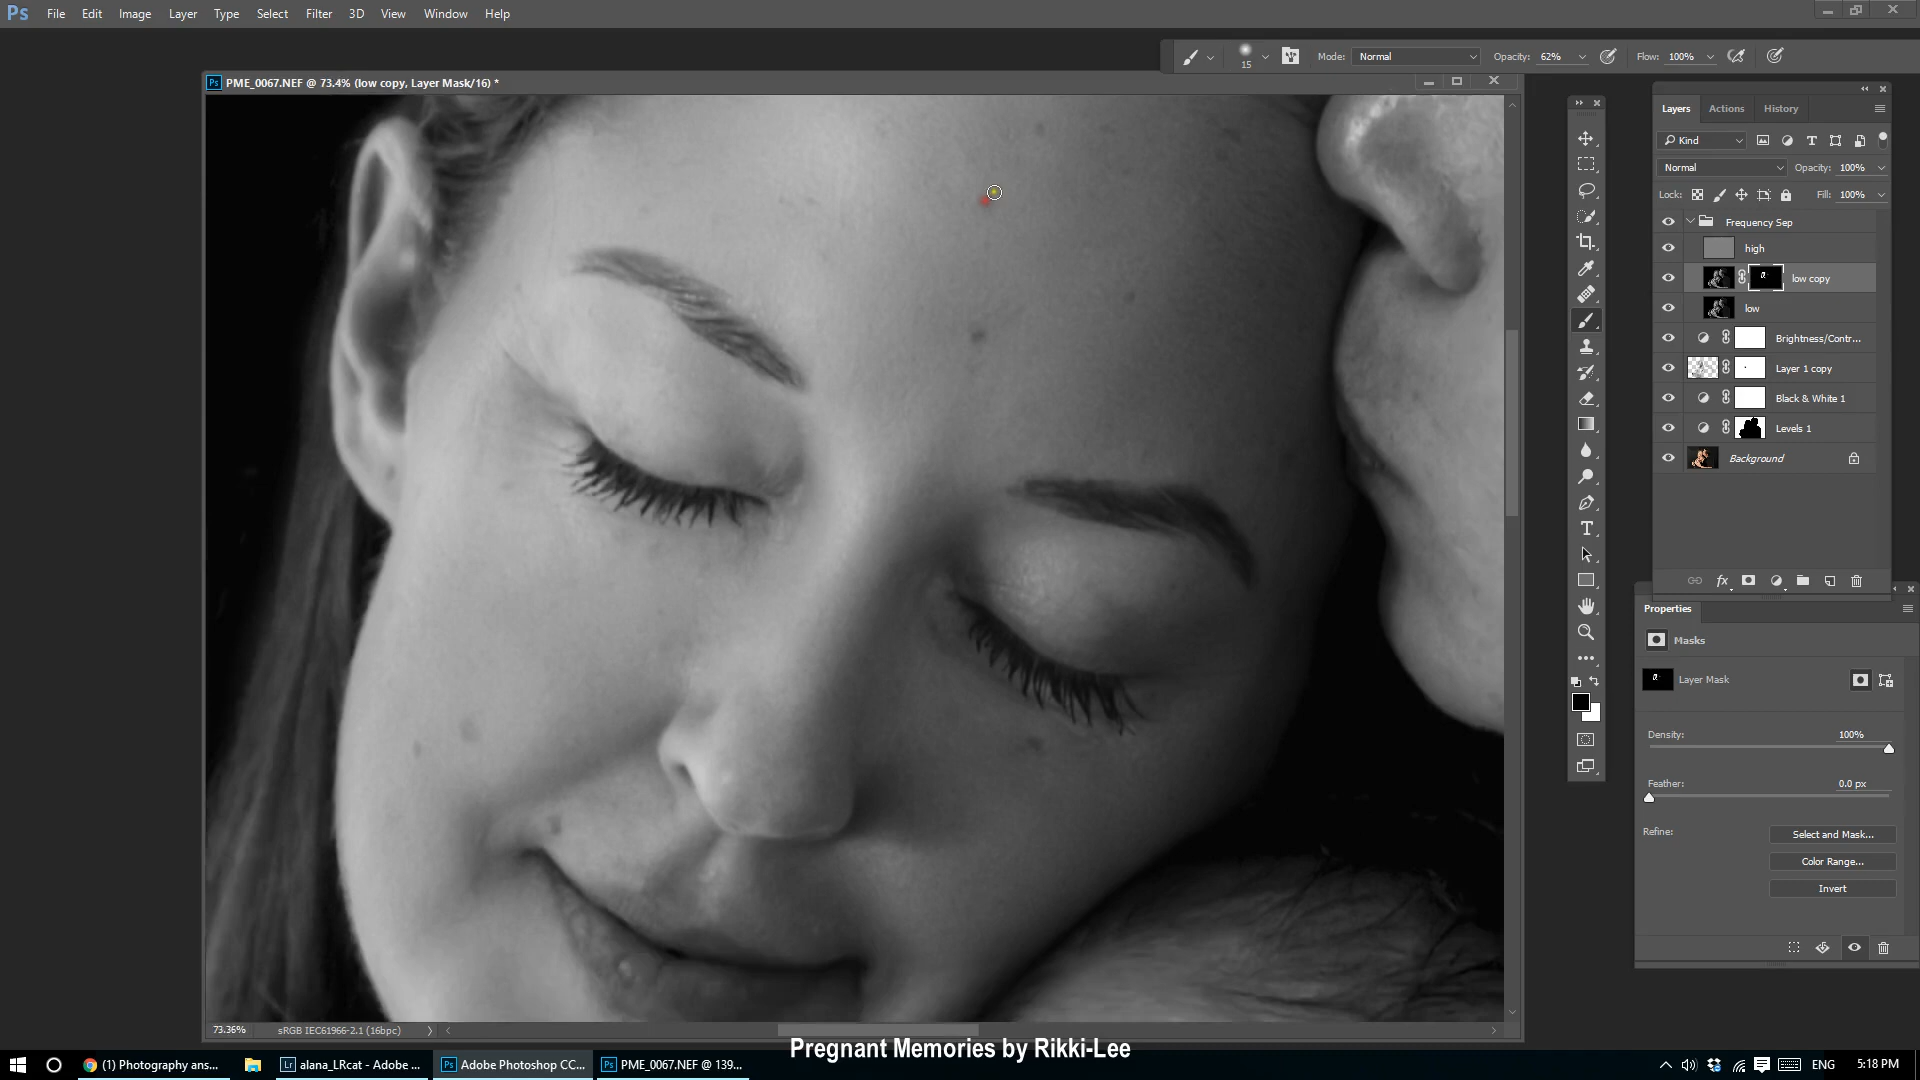 Ps File Edit Image Layer Type Select Filter 3D View Window Help
15 Mode: Normal Opacity: 62% Flow: 100%
Ps PME_0067.NEF @ 73.4% (low copy, Layer Mask/16) *
Layers Actions History
Kind
Normal Opacity: 100%
Lock: Fill: 100%
Frequency Sep
high
low copy
low
Brightness/Contr...
Layer 1 copy
Black & White 1
Levels 1
Background
Properties
Masks
Layer Mask
Density: 100%
Feather: 0.0 px
Refine: Select and Mask...
Color Range...
Invert
73.36% sRGB IEC61966-2.1 (16bpc)
Pregnant Memories by Rikki-Lee
(1) Photography ans... Lr alana_LRcat - Adobe ... Ps Adobe Photoshop CC... Ps PME_0067.NEF @ 139... ENG 5:18 PM